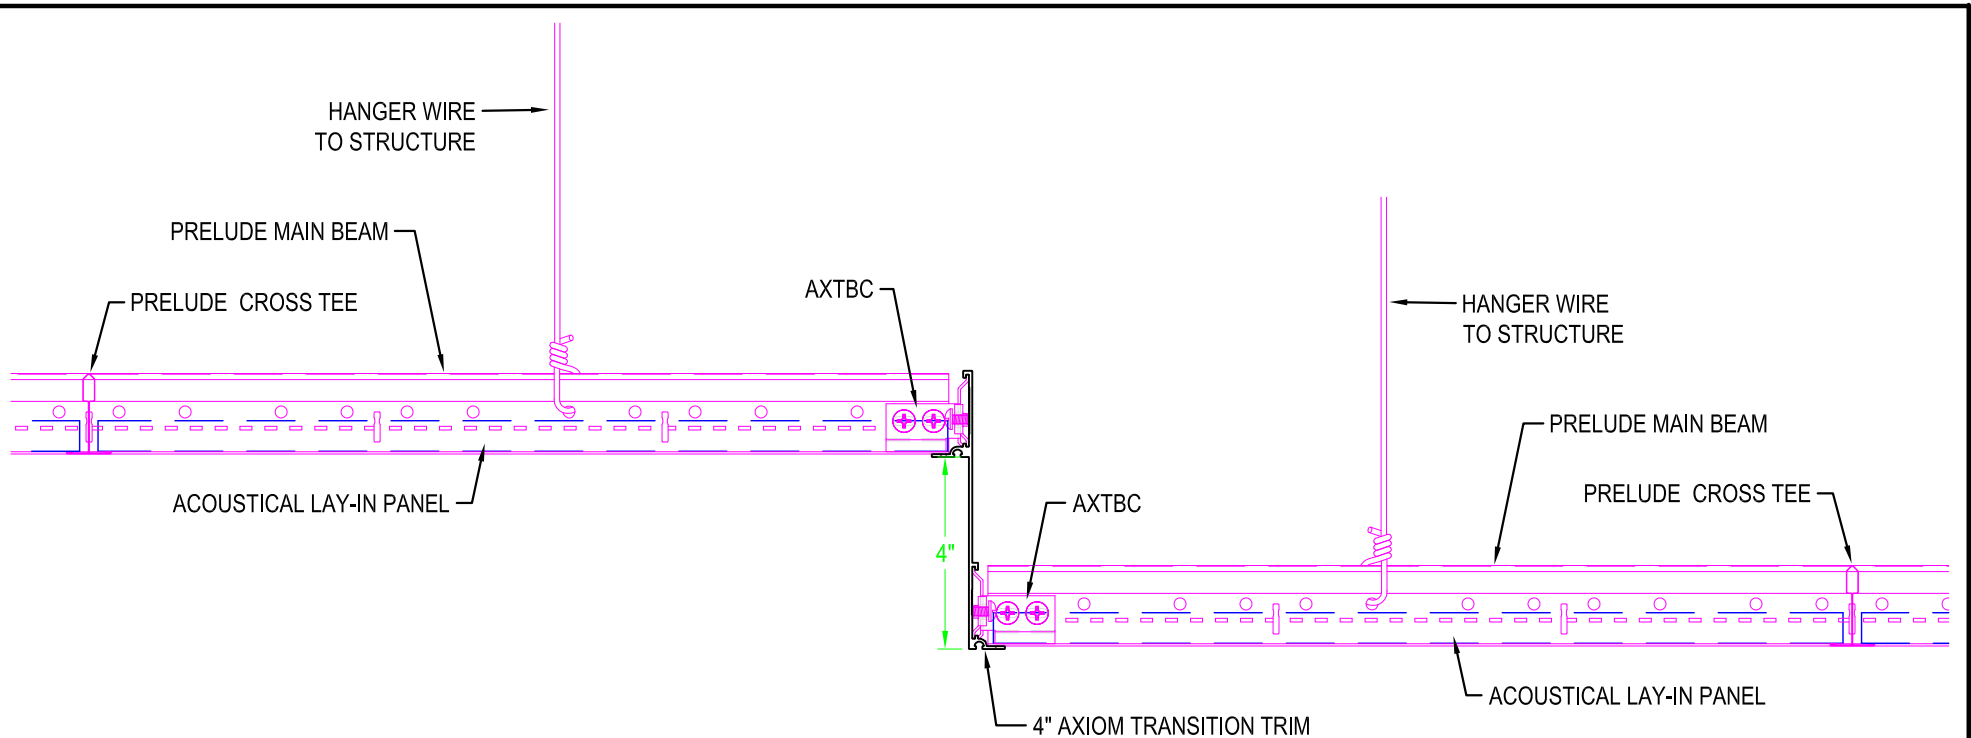 HANGER WIRE
TO STRUCTURE
PRELUDE MAIN BEAM
PRELUDE CROSS TEE
AXTBC
HANGER WIRE
TO STRUCTURE
PRELUDE MAIN BEAM
ACOUSTICAL LAY-IN PANEL
AXTBC
PRELUDE CROSS TEE
4"
ACOUSTICAL LAY-IN PANEL
4" AXIOM TRANSITION TRIM